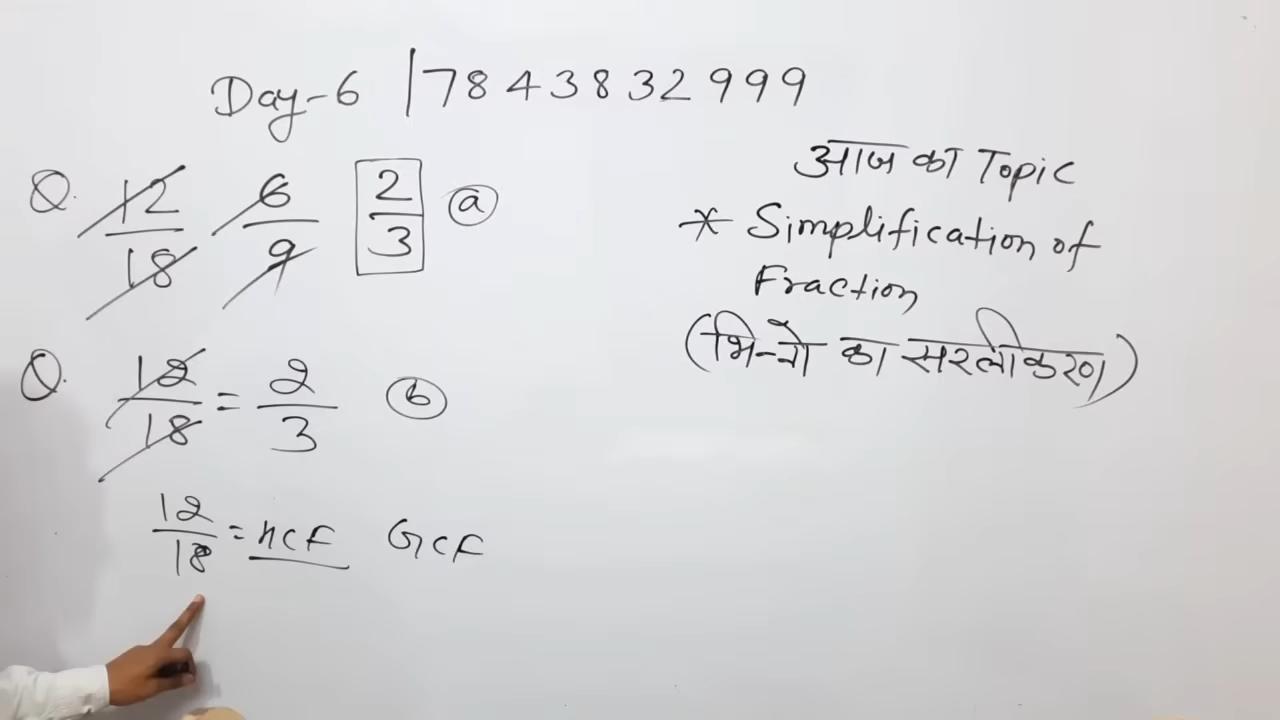 Day-6 | 7843832999
Q. 12/18 6/9 2/3 (a)
Q. 12/18 = 2/3 (b)
12/18 = HCF GCF
आज का Topic
* Simplification of
Fraction
(भिन्नो का सरलीकरण)